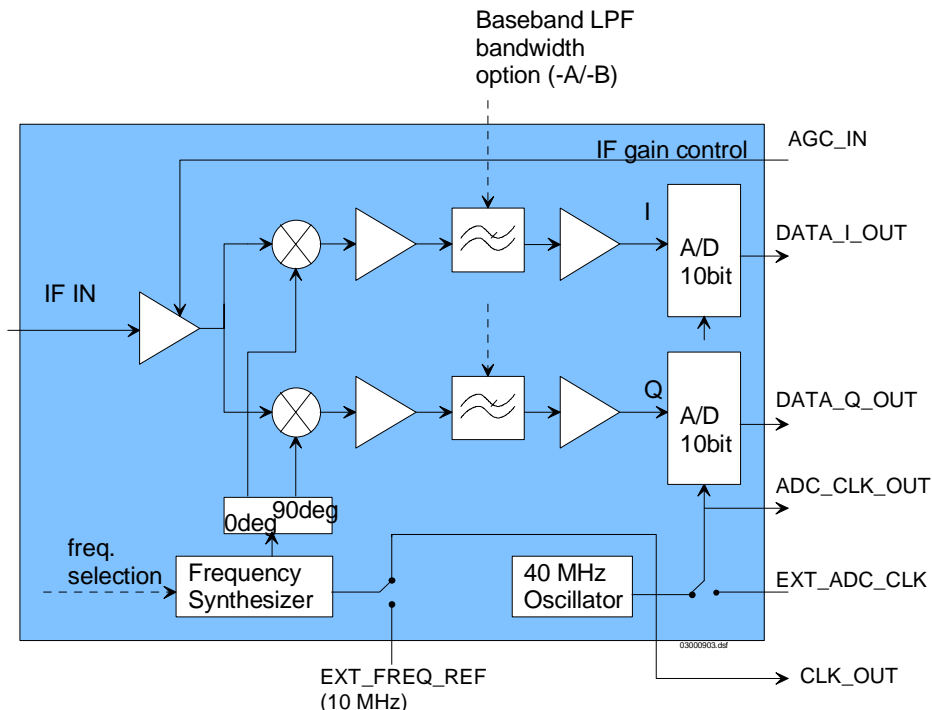 Baseband LPF
bandwidth
option (-A/-B)
AGC_IN
IF gain control
I
DATA_I_OUT
A/D
10bit
IF IN
Q
DATA_Q_OUT
A/D
10bit
0deg
90deg
ADC_CLK_OUT
freq.
selection
Frequency
Synthesizer
40 MHz
Oscillator
EXT_ADC_CLK
03000903.dsf
EXT_FREQ_REF
(10 MHz)
CLK_OUT